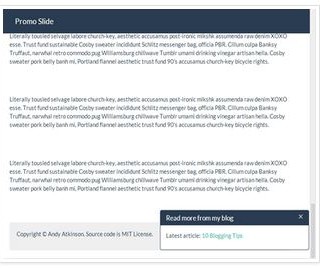 Promo Slide
Literally tousled selvage labore church-key, aesthetic accusamus post-ironic mlkshk assumenda raw denim XOXO
esse. Trust fund sustainable Cosby sweater incididunt Schlitz messenger bag, officia PBR. Cillum culpa Banksy
Truffaut, narwhal retro commodo pug Williamsburg chillwave Tumblr umami drinking vinegar artisan hella. Cosby
sweater pork belly banh mi, Portland flannel aesthetic trust fund 90's accusamus church-key bicycle rights.
Literally tousled selvage labore church-key, aesthetic accusamus post-ironic mlkshk assumenda raw denim XOXO
esse. Trust fund sustainable Cosby sweater incididunt Schlitz messenger bag, officia PBR. Cillum culpa Banksy
Truffaut, narwhal retro commodo pug Williamsburg chillwave Tumblr umami drinking vinegar artisan hella. Cosby
sweater pork belly banh mi, Portland flannel aesthetic trust fund 90's accusamus church-key bicycle rights.
Literally tousled selvage labore church-key, aesthetic accusamus post-ironic mlkshk assumenda raw denim XOXO
esse. Trust fund sustainable Cosby sweater incididunt Schlitz messenger bag, officia PBR. Cillum culpa Banksy
Truffaut, narwhal retro commodo pug Williamsburg chillwave Tumblr umami drinking vinegar artisan hella. Cosby
sweater pork belly banh mi, Portland flannel aesthetic trust fund 90's accusamus church-key bicycle rights.
Read more from my blog ×
Latest article: 10 Blogging Tips
Copyright © Andy Atkinson. Source code is MIT License.